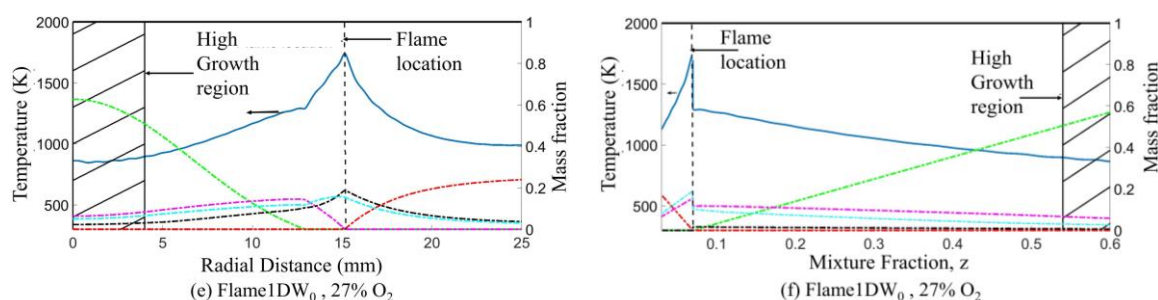 2000
1500
1000
500
Temperature (K)
High
Growth
region
Flame
location
1
0.8
0.6
0.4
0.2
0
Mass fraction
0
5
10
15
20
25
Radial Distance (mm)
(e) Flame1DW₀ , 27% O₂
2000
1500
1000
500
Temperature (K)
Flame
location
High
Growth
region
1
0.8
0.6
0.4
0.2
0
Mass fraction
0.1
0.2
0.3
0.4
0.5
0.6
Mixture Fraction, z
(f) Flame1DW₀ , 27% O₂